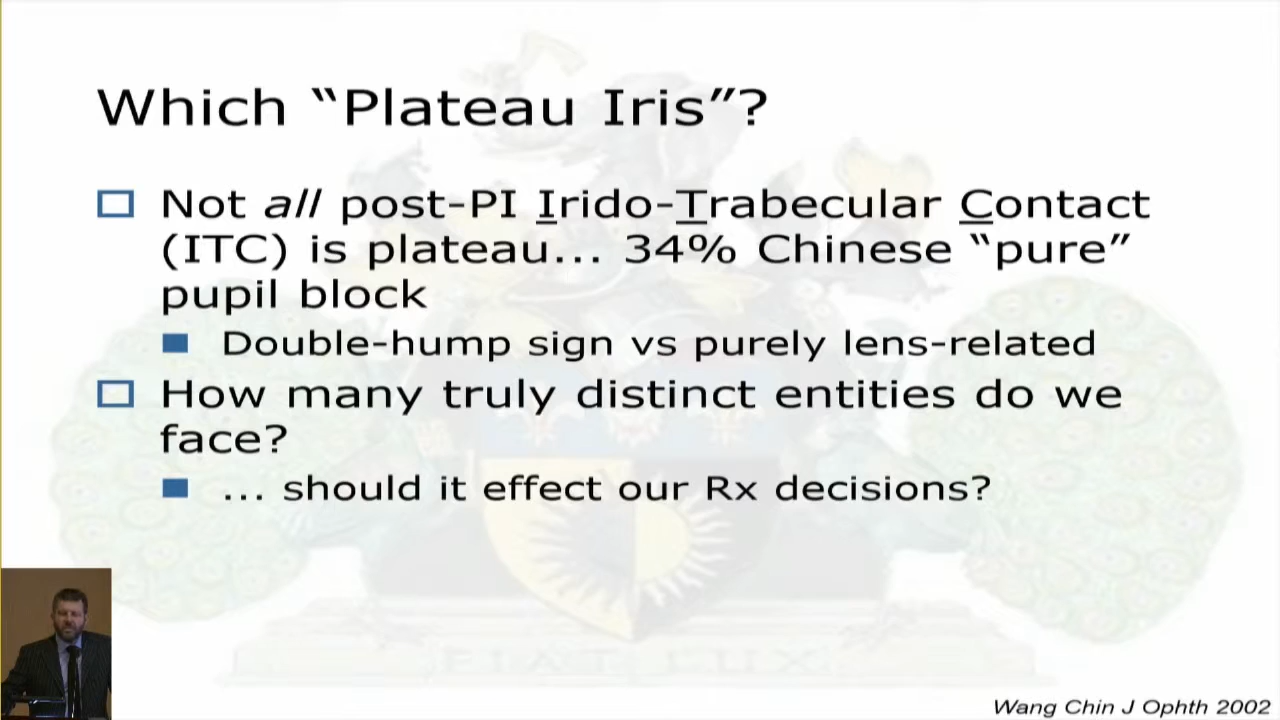 Which “Plateau Iris”?
Not all post-PI Irido-Trabecular Contact
(ITC) is plateau... 34% Chinese “pure”
pupil block
Double-hump sign vs purely lens-related
How many truly distinct entities do we
face?
... should it effect our Rx decisions?
FIAT LUX
Wang Chin J Ophth 2002